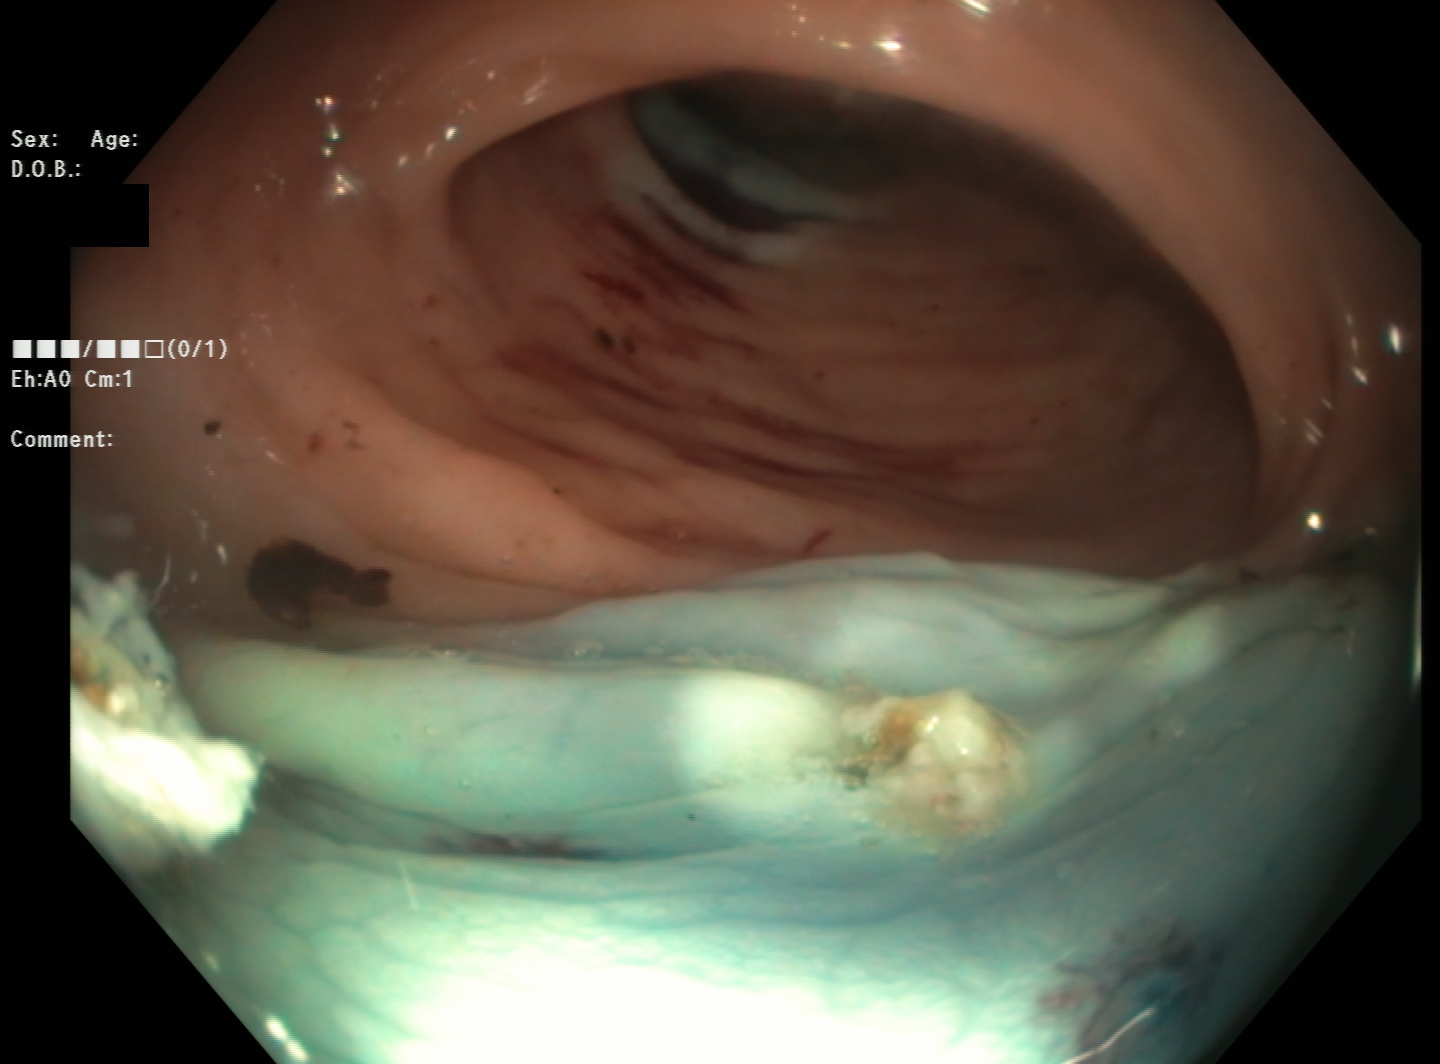 Sex: Age:
D.O.B.:
■■■/■■□(0/1)
Eh:A0 Cm:1
Comment: